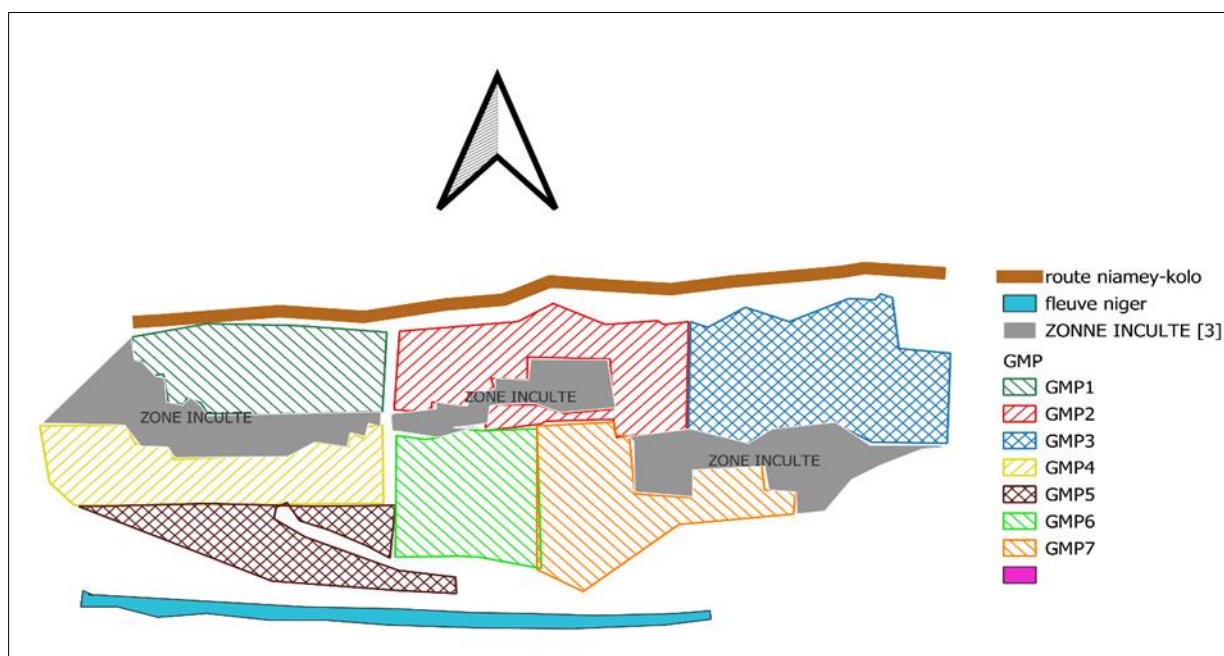 route niamey-kolo
fleuve niger
ZONNE INCULTE [3]
GMP
GMP1
GMP2
GMP3
GMP4
GMP5
GMP6
GMP7
ZONE INCULTE
ZONE INCULTE
ZONE INCULTE